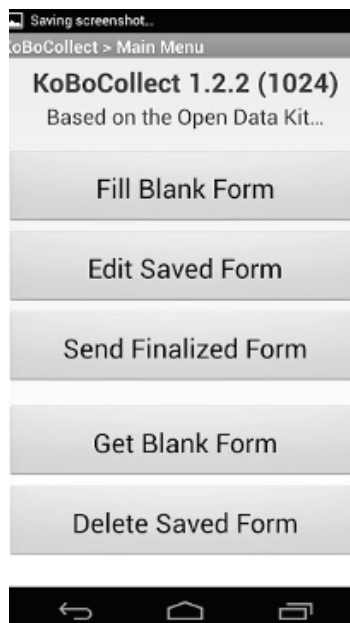 Saving screenshot..
KoBoCollect > Main Menu
KoBoCollect 1.2.2 (1024)
Based on the Open Data Kit...
Fill Blank Form
Edit Saved Form
Send Finalized Form
Get Blank Form
Delete Saved Form